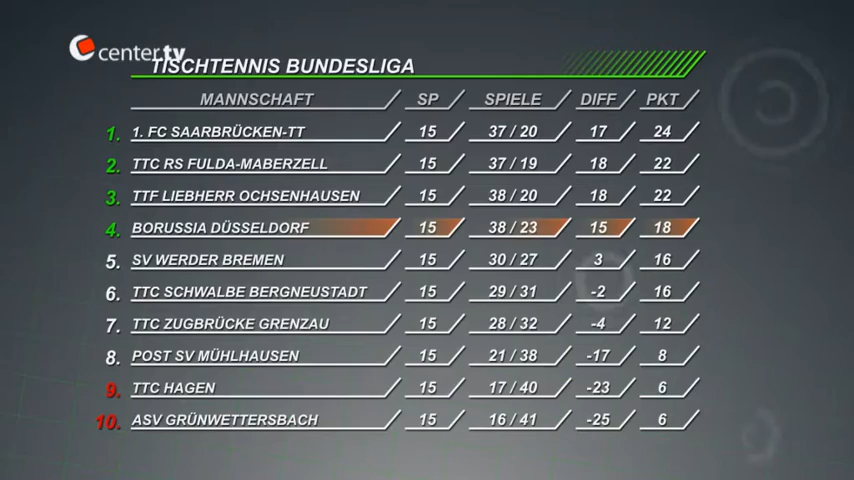 center.tv
TISCHTENNIS BUNDESLIGA
MANNSCHAFT SP SPIELE DIFF PKT
1. 1. FC SAARBRÜCKEN-TT 15 37 / 20 17 24
2. TTC RS FULDA-MABERZELL 15 37 / 19 18 22
3. TTF LIEBHERR OCHSENHAUSEN 15 38 / 20 18 22
4. BORUSSIA DÜSSELDORF 15 38 / 23 15 18
5. SV WERDER BREMEN 15 30 / 27 3 16
6. TTC SCHWALBE BERGNEUSTADT 15 29 / 31 -2 16
7. TTC ZUGBRÜCKE GRENZAU 15 28 / 32 -4 12
8. POST SV MÜHLHAUSEN 15 21 / 38 -17 8
9. TTC HAGEN 15 17 / 40 -23 6
10. ASV GRÜNWETTERSBACH 15 16 / 41 -25 6